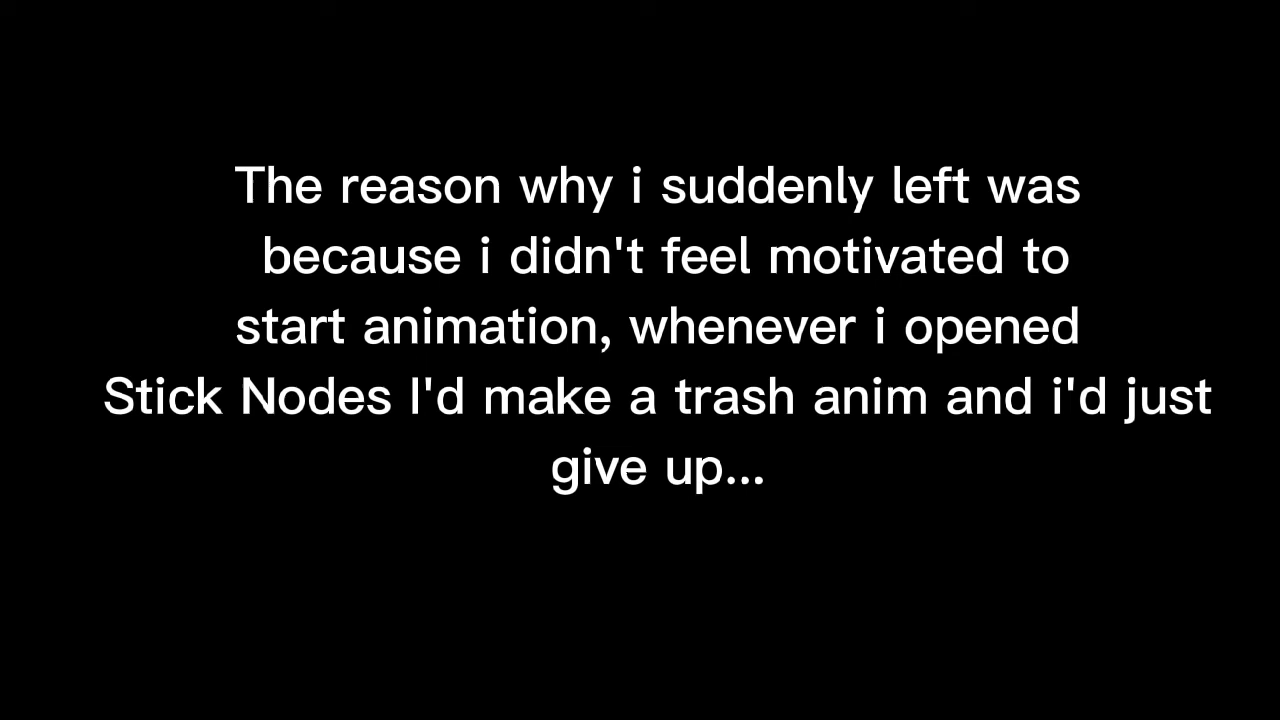 The reason why i suddenly left was
because i didn't feel motivated to
start animation, whenever i opened
Stick Nodes I'd make a trash anim and i'd just
give up...